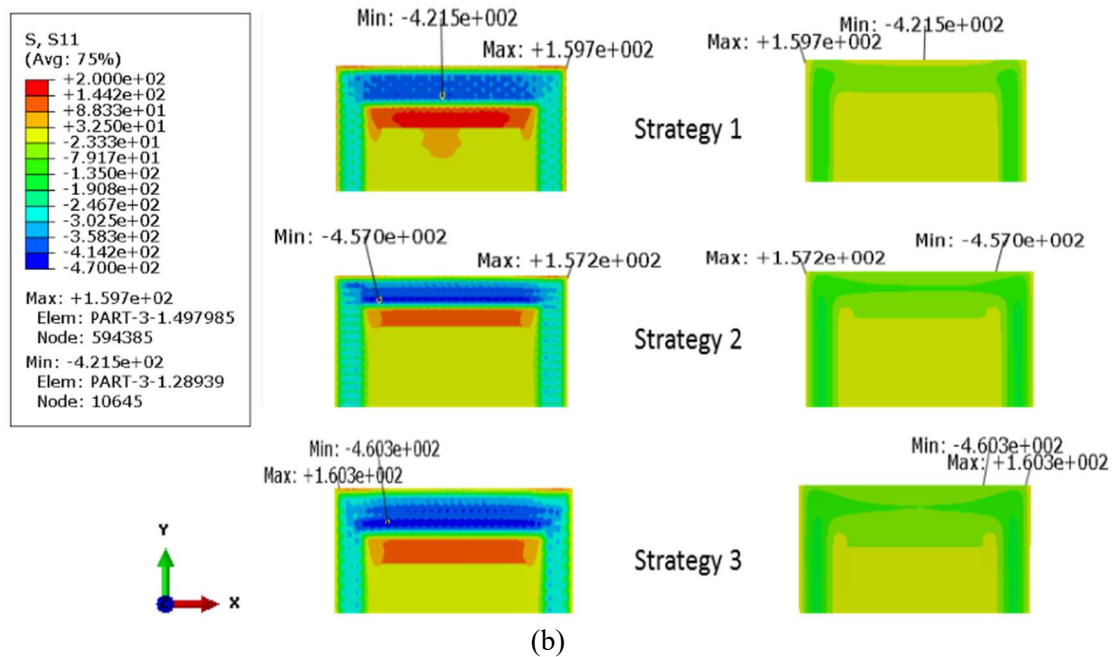 S, S11
(Avg: 75%)
+2.000e+02
+1.442e+02
+8.833e+01
+3.250e+01
-2.333e+01
-7.917e+01
-1.350e+02
-1.908e+02
-2.467e+02
-3.025e+02
-3.583e+02
-4.142e+02
-4.700e+02
Max: +1.597e+02
Elem: PART-3-1.497985
Node: 594385
Min: -4.215e+02
Elem: PART-3-1.28939
Node: 10645
Min: -4.215e+002
Max: +1.597e+002
Strategy 1
Min: -4.215e+002
Max: +1.597e+002
Min: -4.570e+002
Max: +1.572e+002
Strategy 2
Min: -4.570e+002
Max: +1.572e+002
Min: -4.603e+002
Max: +1.603e+002
Strategy 3
Min: -4.603e+002
Max: +1.603e+002
Y
Z
X
(b)